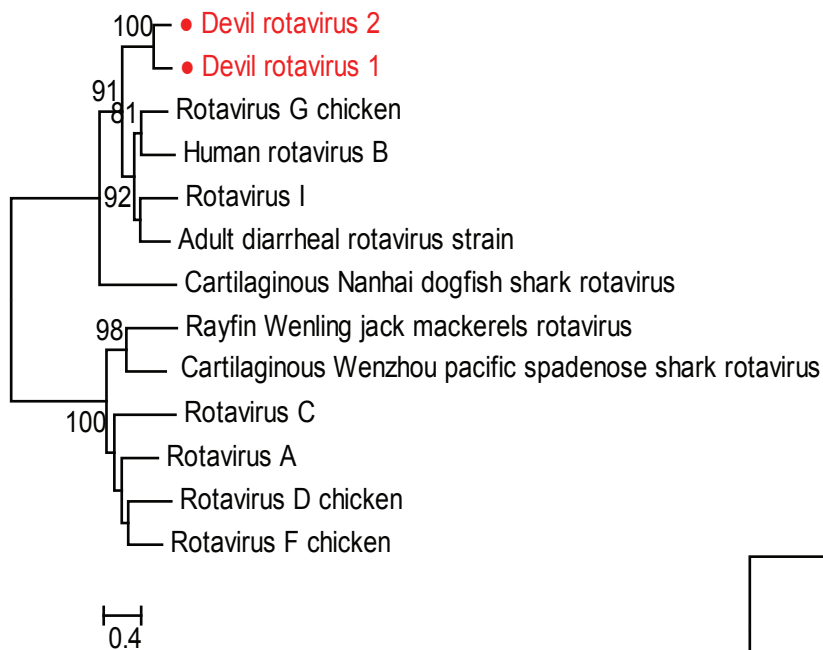 100
Devil rotavirus 2
Devil rotavirus 1
91
81
Rotavirus G chicken
Human rotavirus B
92
Rotavirus I
Adult diarrheal rotavirus strain
Cartilaginous Nanhai dogfish shark rotavirus
98
Rayfin Wenling jack mackerels rotavirus
Cartilaginous Wenzhou pacific spadenose shark rotavirus
100
Rotavirus C
Rotavirus A
Rotavirus D chicken
Rotavirus F chicken
0.4